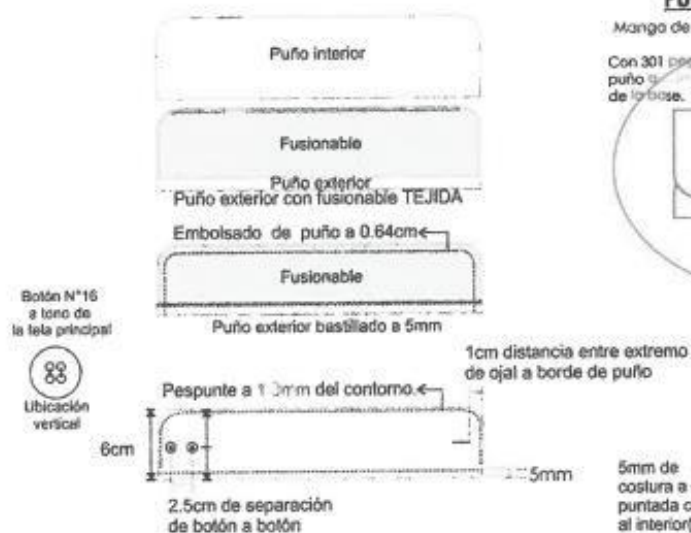 Puño interior
Fusionable
Puño exterior
Puño exterior con fusionable TEJIDA
Embolsado de puño a 0.64cm
Fusionable
Puño exterior bastillado a 5mm
Botón N°16
a tono de
la tela principal
Ubicación
vertical
1cm distancia entre extremo
de ojal a borde de puño
Pespunte a del contorno.
6cm
5mm
2.5cm de separación
de botón a botón
Manga de
Con 301
puño
de la base.
5mm de
costura a
puntada
al interior